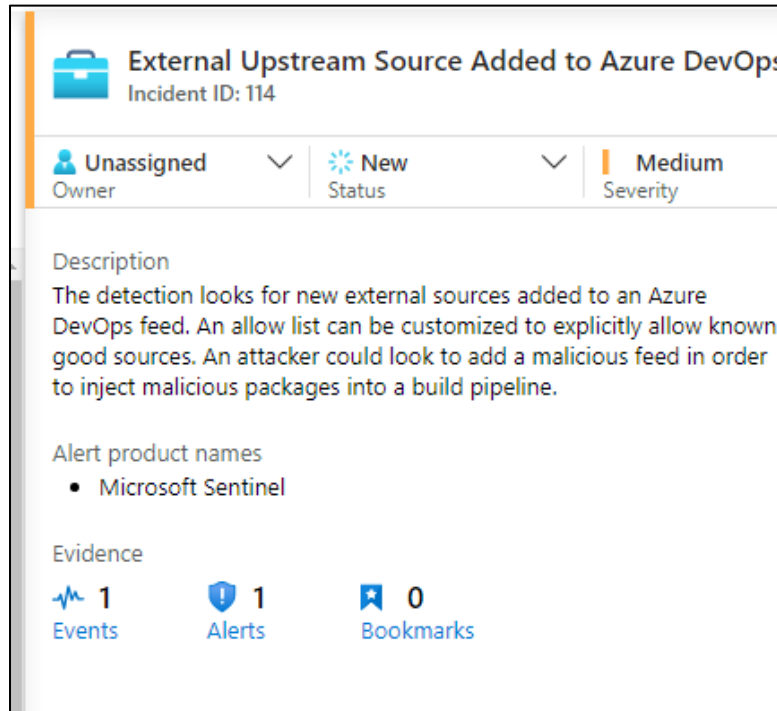 External Upstream Source Added to Azure DevOps
Incident ID: 114
Unassigned
Owner
New
Status
Medium
Severity
Description
The detection looks for new external sources added to an Azure
DevOps feed. An allow list can be customized to explicitly allow known
good sources. An attacker could look to add a malicious feed in order
to inject malicious packages into a build pipeline.
Alert product names
• Microsoft Sentinel
Evidence
1
Events
1
Alerts
0
Bookmarks